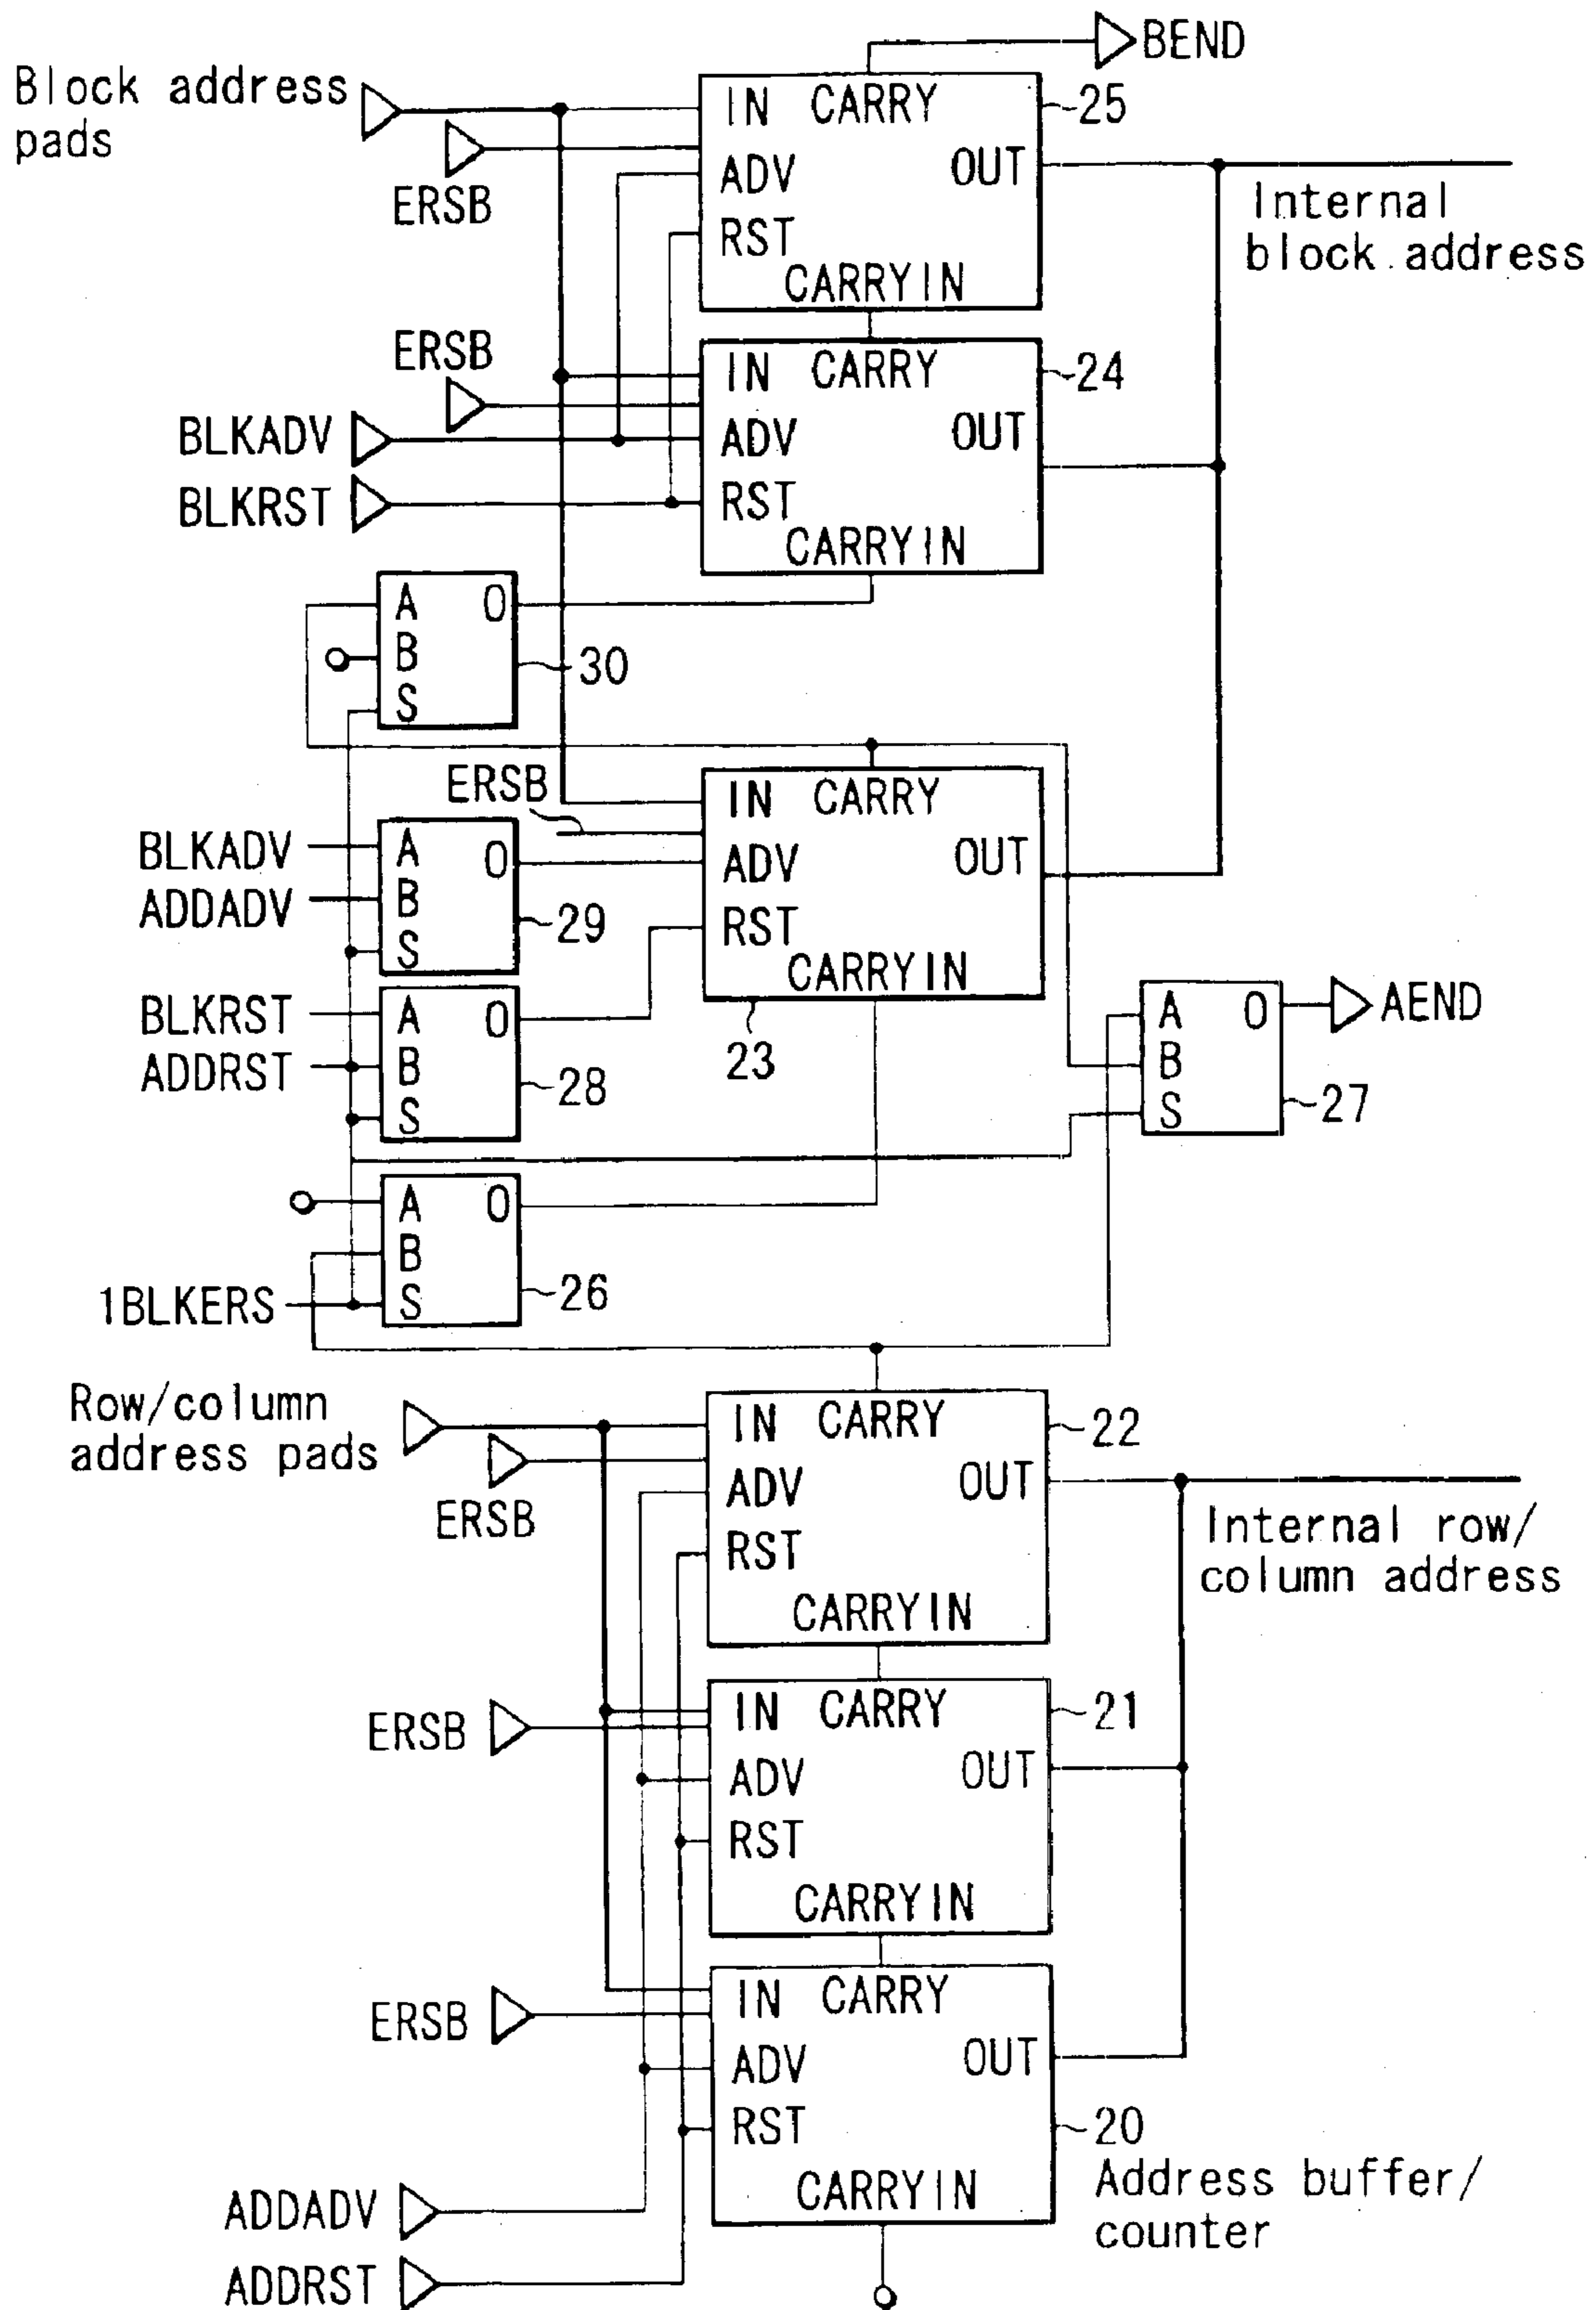 BEND
Block address
pads
IN CARRY
25
ERSB
ADV
OUT
RST
Internal
block address
CARRYIN
ERSB
IN CARRY
24
BLKADV
ADV
OUT
BLKRST
RST
CARRYIN
A O
B
S
30
ERSB
IN CARRY
BLKADV
A O
ADV
OUT
ADDADV
B
S
29
RST
CARRYIN
BLKRST
A O
ADDRST
B
S
28
23
A O
B
S
AEND
27
A O
B
S
1BLKERS
26
Row/column
address pads
IN CARRY
22
ERSB
ADV
OUT
RST
Internal row/
column address
CARRYIN
ERSB
IN CARRY
21
ADV
OUT
RST
CARRYIN
ERSB
IN CARRY
ADV
OUT
RST
20
Address buffer/
counter
CARRYIN
ADDADV
ADDRST